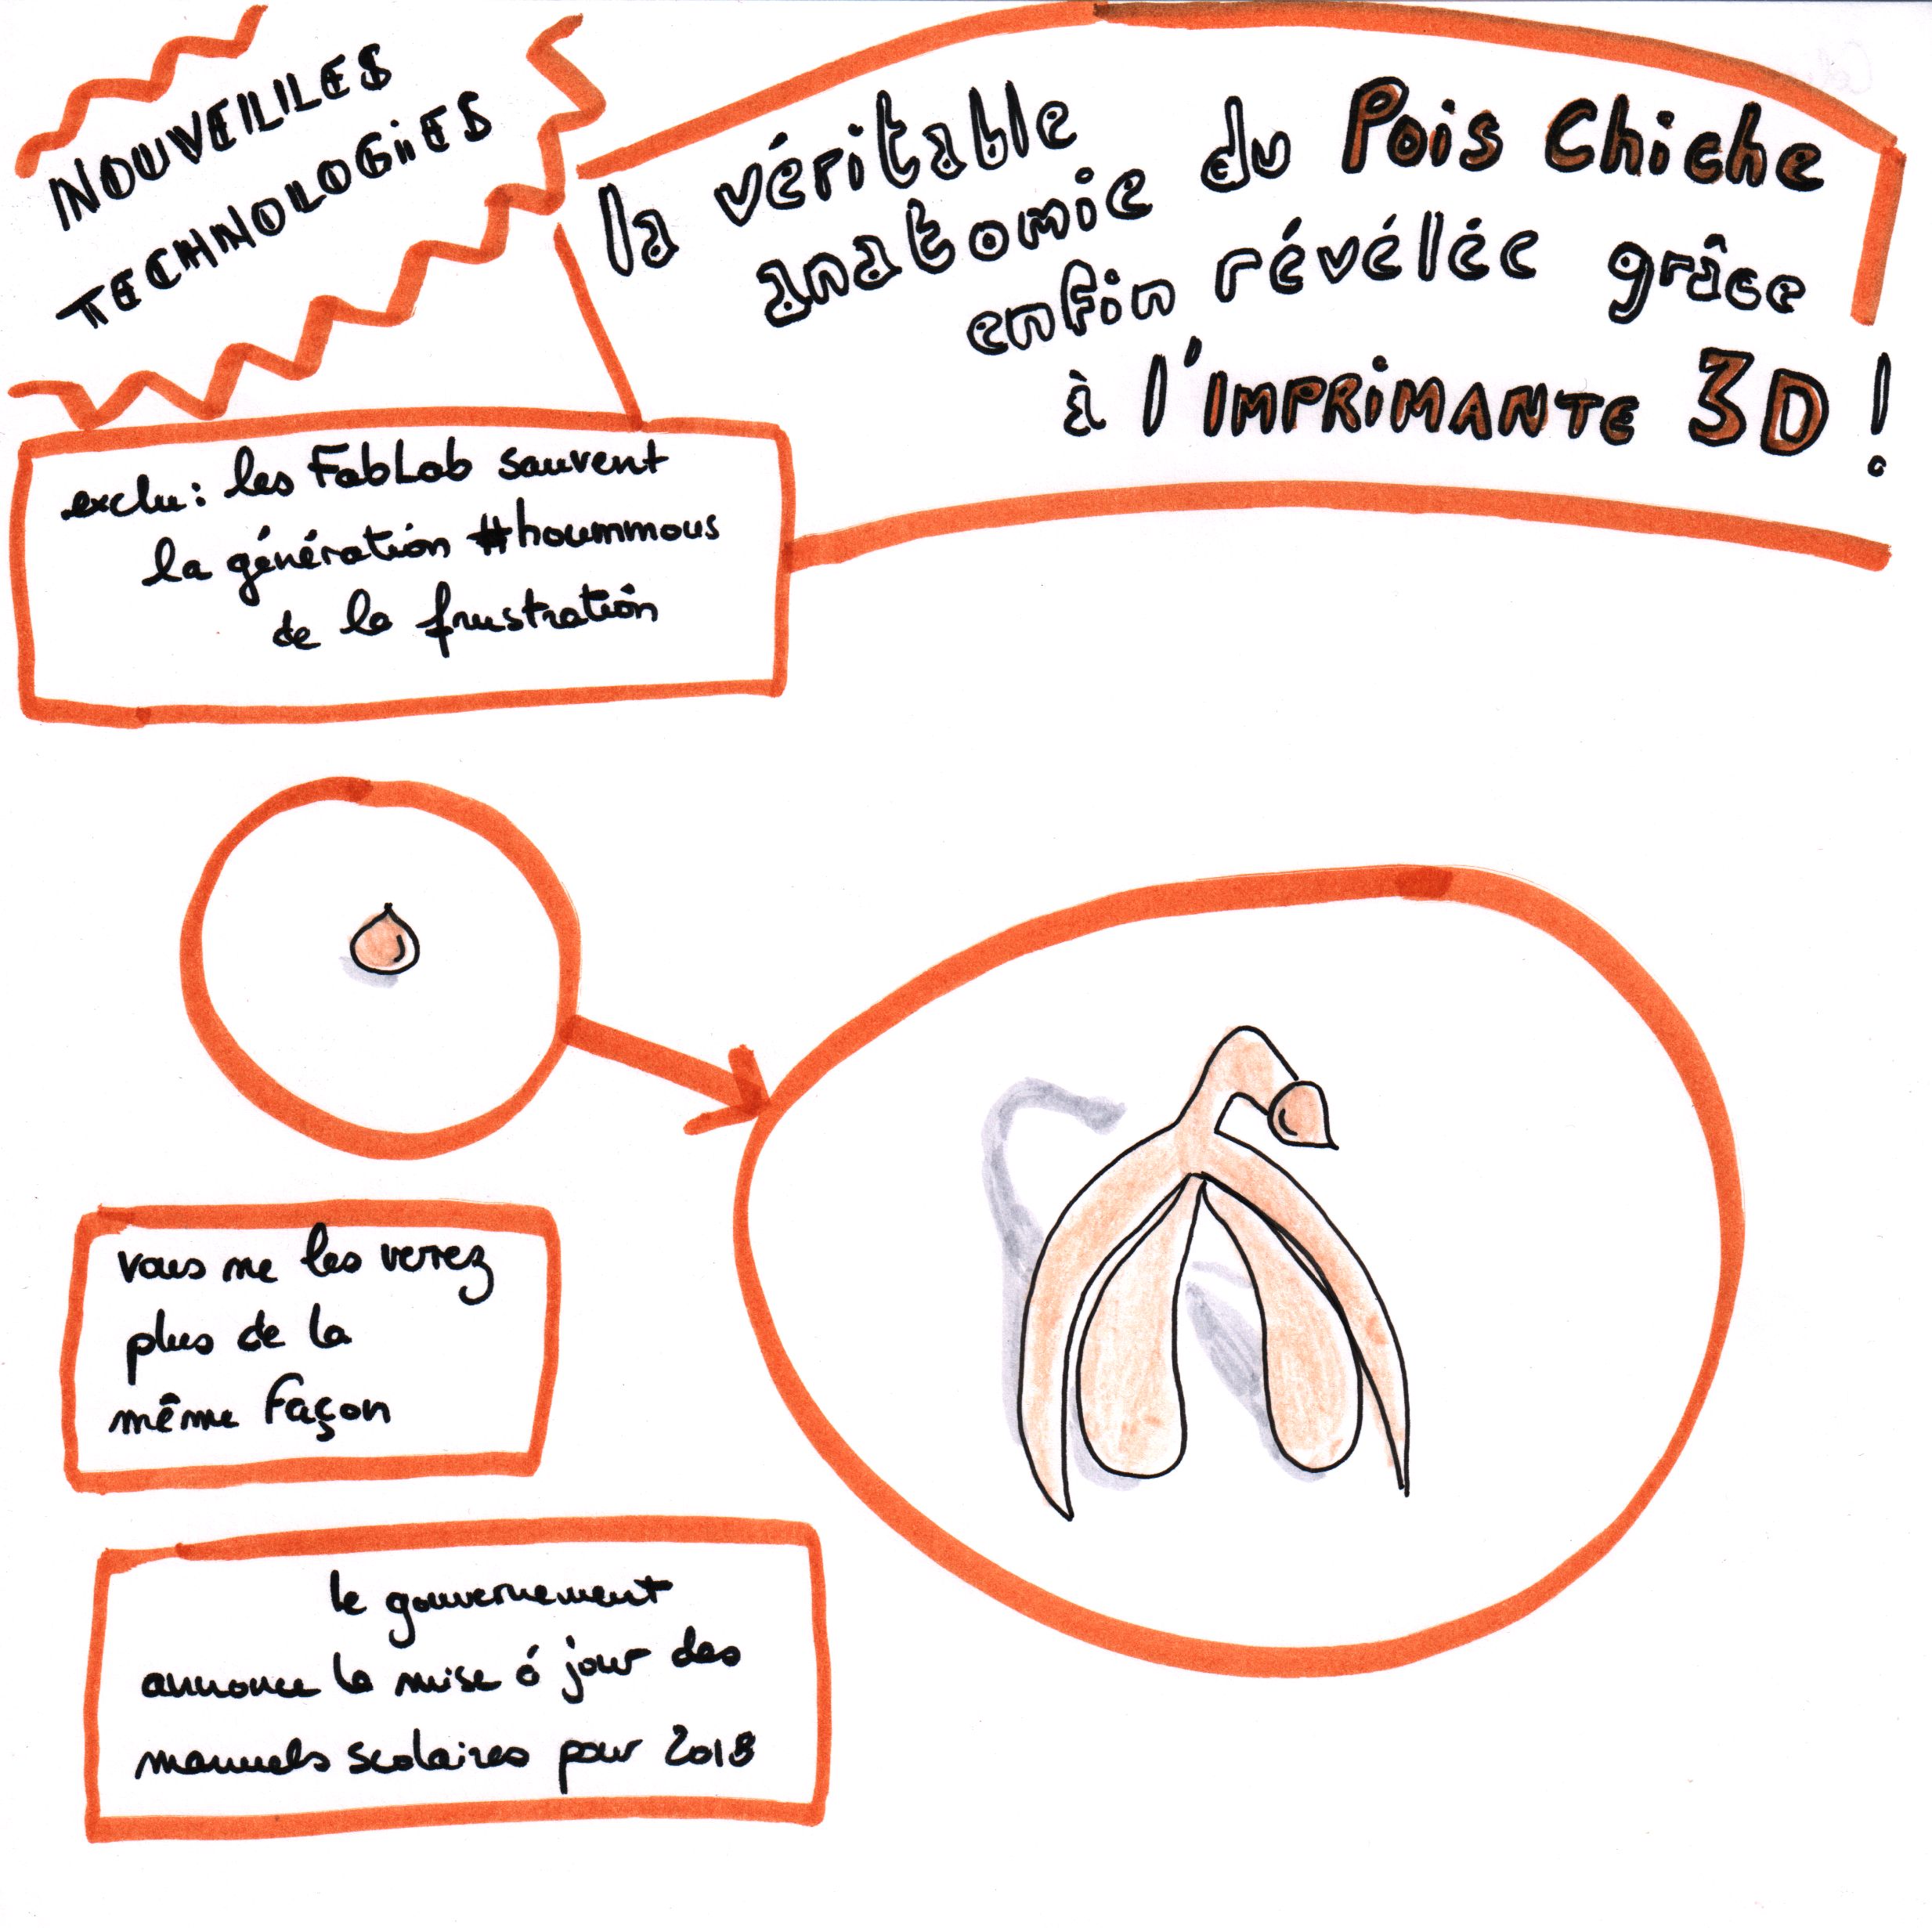 NOUVELLES
TECHNOLOGIES
la véritable
anatomie du Pois Chiche
enfin révélée grâce
à l'IMPRIMANTE 3D !
exclu: les FabLab sauvent
la génération #hoummous
de la frustration
vous ne les verrez
plus de la
même façon
le gouvernement
annonce la mise à jour des
manuels scolaires pour 2018